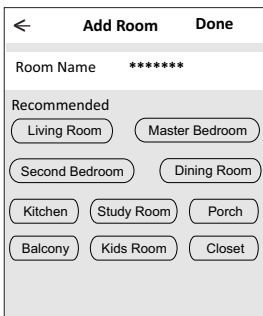 Add Room Done
Room Name *******
Recommended
Living Room Master Bedroom
Second Bedroom Dining Room
Kitchen Study Room Porch
Balcony Kids Room Closet